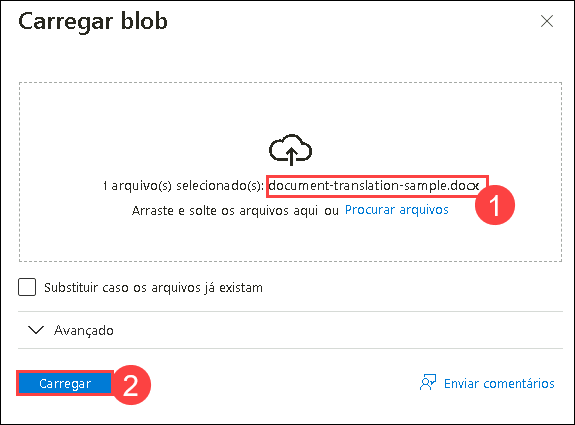 Carregar blob
1 arquivo(s) selecionado(s): document-translation-sample.docx
1
Arraste e solte os arquivos aqui ou Procurar arquivos
Substituir caso os arquivos já existam
Avançado
Carregar
2
Enviar comentários